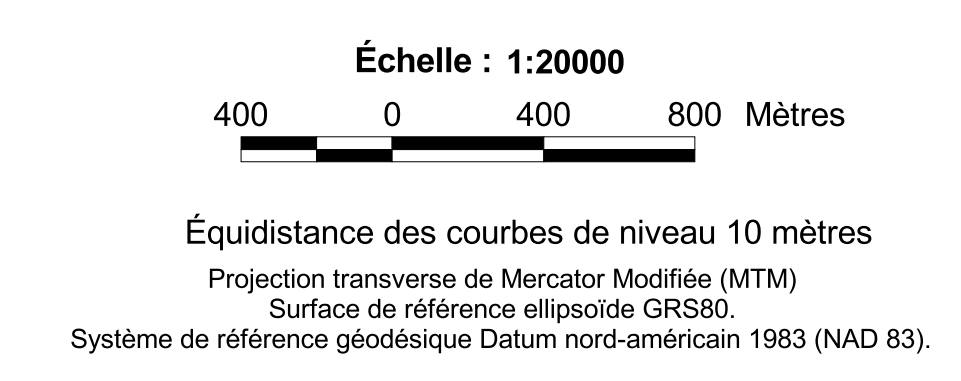 Échelle : 1:20000
400 0 400 800 Mètres
Équidistance des courbes de niveau 10 mètres
Projection transverse de Mercator Modifiée (MTM)
Surface de référence ellipsoïde GRS80.
Système de référence géodésique Datum nord-américain 1983 (NAD 83).